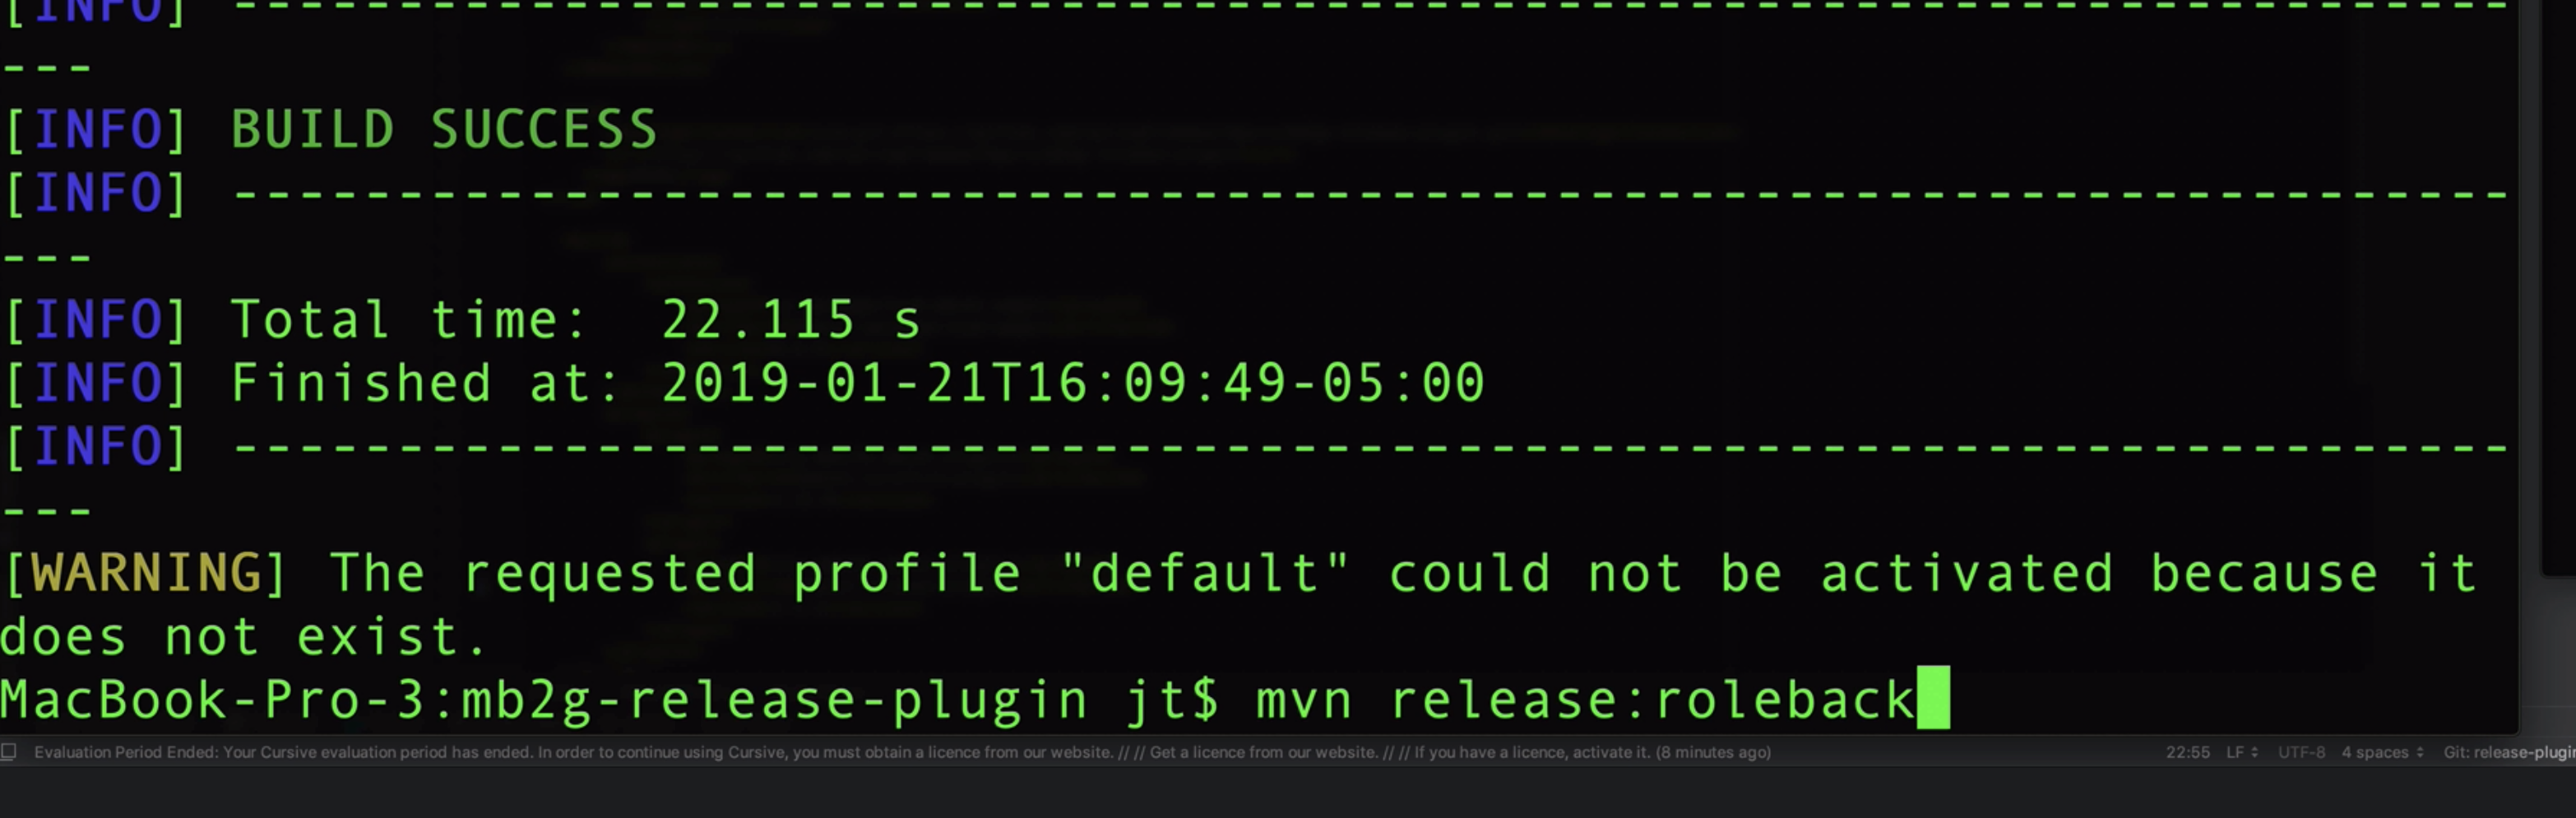 [INFO] ------------------------------------------------------------------------
---
[INFO] BUILD SUCCESS
[INFO] ---------------------------------------------------------------------
---
[INFO] Total time:  22.115 s
[INFO] Finished at: 2019-01-21T16:09:49-05:00
[INFO] ---------------------------------------------------------------------
---
[WARNING] The requested profile "default" could not be activated because it
does not exist.
MacBook-Pro-3:mb2g-release-plugin jt$ mvn release:roleback
Evaluation Period Ended: Your Cursive evaluation period has ended. In order to continue using Cursive, you must obtain a licence from our website. // // Get a licence from our website. // // If you have a licence, activate it. (8 minutes ago) 22:55 LF UTF-8 4 spaces Git: release-plugin